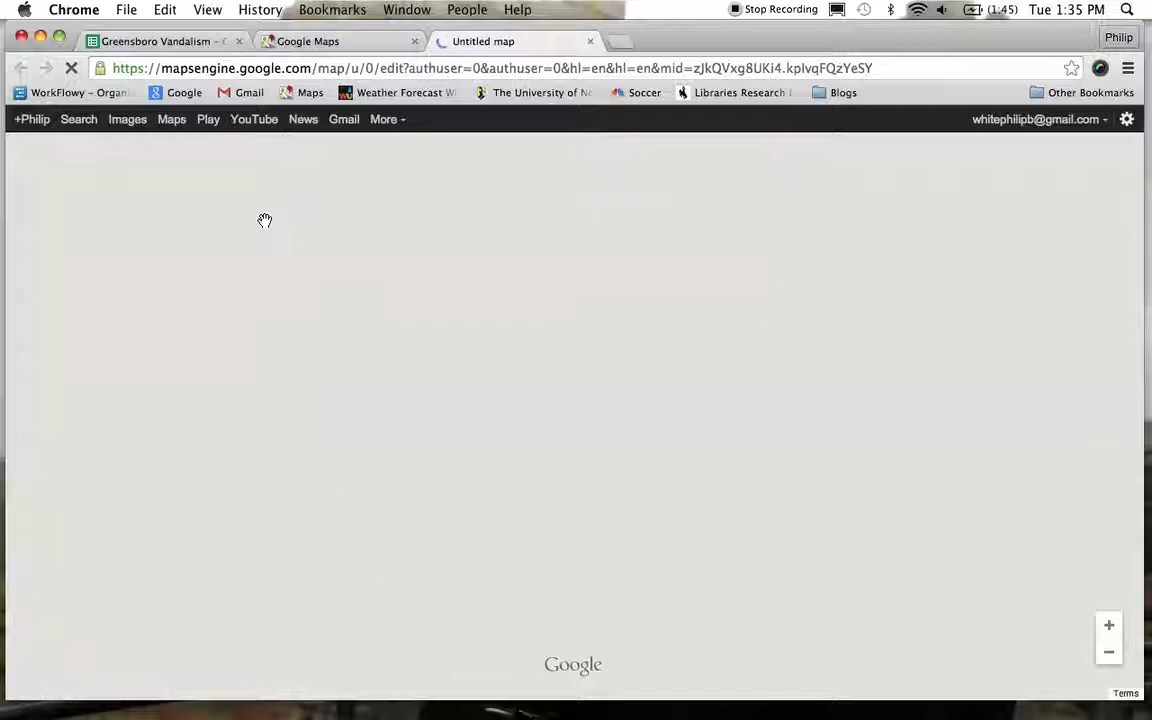 Chrome File Edit View History Bookmarks Window People Help Stop Recording (1:45) Tue 1:35 PM
Greensboro Vandalism - Google Maps Untitled map Philip
https://mapsengine.google.com/map/u/0/edit?authuser=0&authuser=0&hl=en&hl=en&mid=zJkQVxg8UKi4.kpIvqFQzYeSY
WorkFlowy - Organi Google Gmail Maps Weather Forecast W The University of No Soccer Libraries Research Blogs Other Bookmarks
+Philip Search Images Maps Play YouTube News Gmail More whitephilipb@gmail.com
+
−
Google
Terms